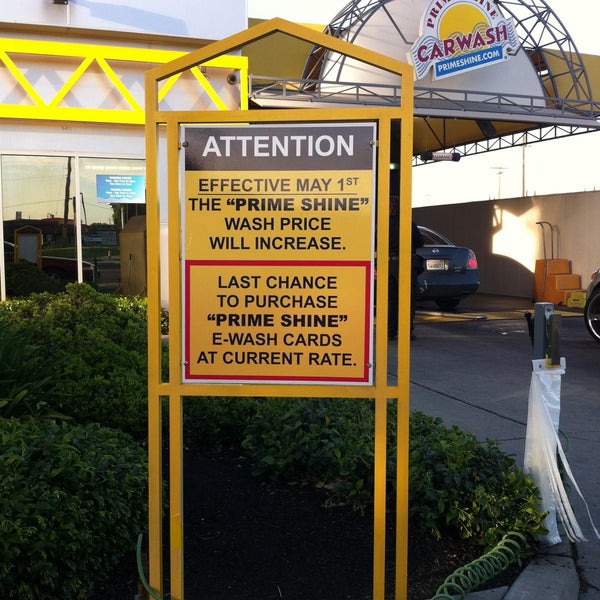 PRIME SHINE
CARWASH
PRIMESHINE.COM
ATTENTION
EFFECTIVE MAY 1ST
THE “PRIME SHINE”
WASH PRICE
WILL INCREASE.
LAST CHANCE
TO PURCHASE
“PRIME SHINE”
E-WASH CARDS
AT CURRENT RATE.